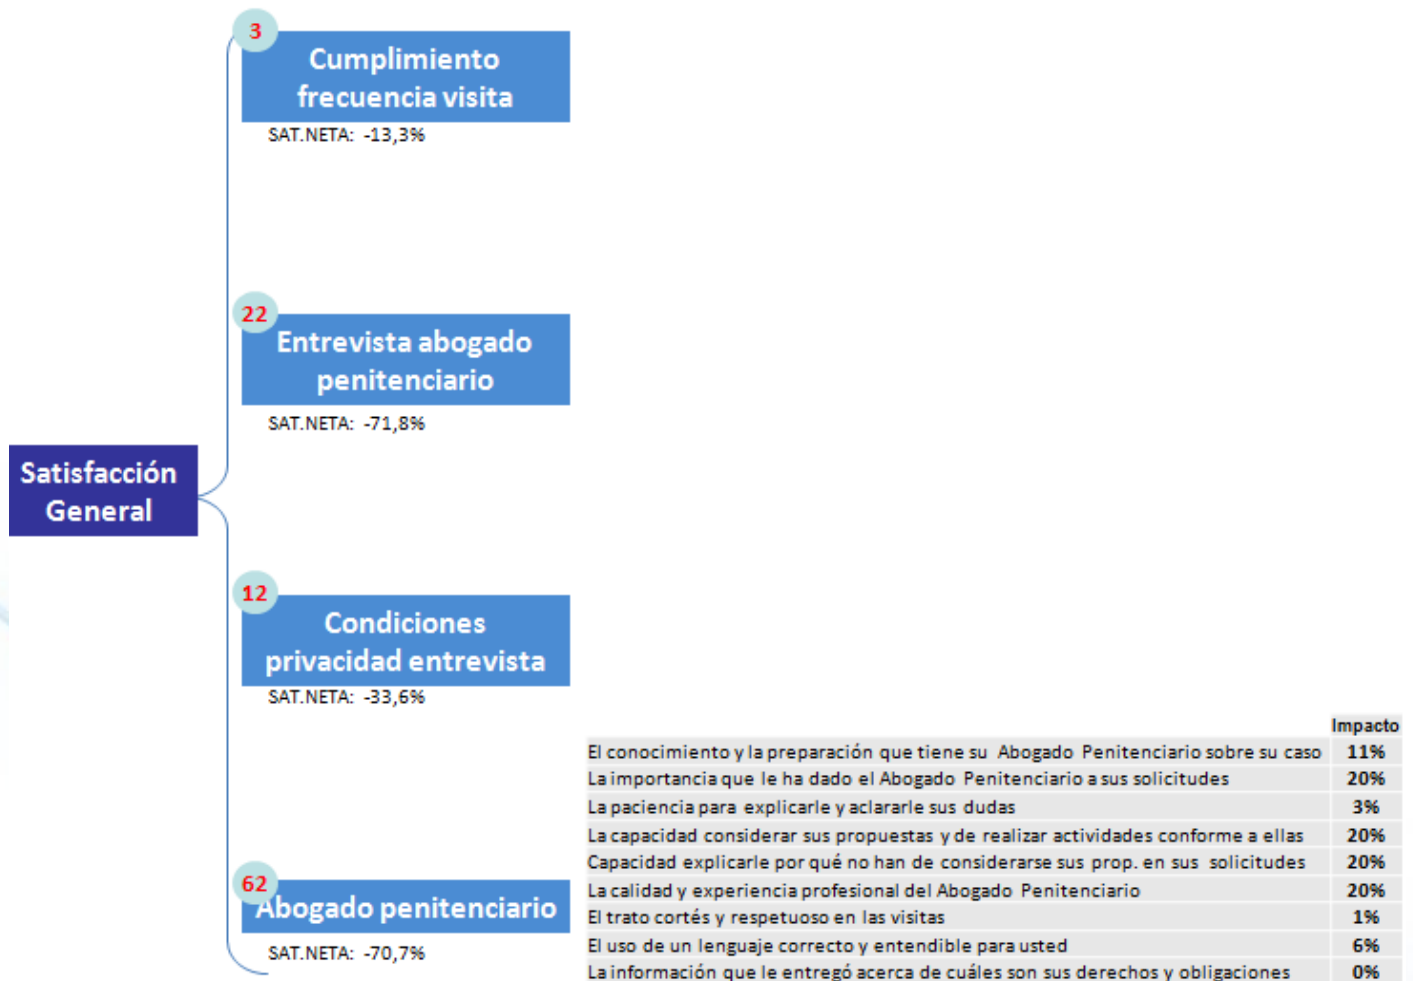 3
Cumplimiento
frecuencia visita
SAT.NETA: -13,3%
22
Entrevista abogado
penitenciario
SAT.NETA: -71,8%
Satisfacción
General
12
Condiciones
privacidad entrevista
SAT.NETA: -33,6%
62
Abogado penitenciario
SAT.NETA: -70,7%
Impacto
El conocimiento y la preparación que tiene su Abogado Penitenciario sobre su caso 11%
La importancia que le ha dado el Abogado Penitenciario a sus solicitudes 20%
La paciencia para explicarle y aclararle sus dudas 3%
La capacidad considerar sus propuestas y de realizar actividades conforme a ellas 20%
Capacidad explicarle por qué no han de considerarse sus prop. en sus solicitudes 20%
La calidad y experiencia profesional del Abogado Penitenciario 20%
El trato cortés y respetuoso en las visitas 1%
El uso de un lenguaje correcto y entendible para usted 6%
La información que le entregó acerca de cuáles son sus derechos y obligaciones 0%